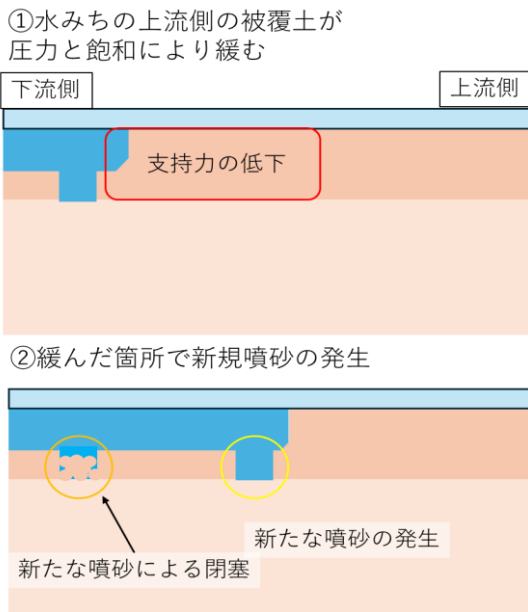 ①水みちの上流側の被覆土が
圧力と飽和により緩む
下流側
上流側
支持力の低下
②緩んだ箇所で新規噴砂の発生
新たな噴砂の発生
新たな噴砂による閉塞